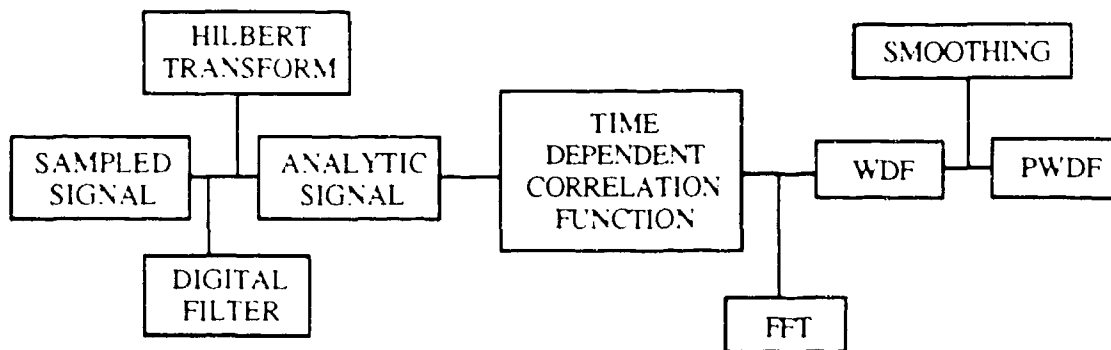 HILBERT
TRANSFORM
SMOOTHING
SAMPLED
SIGNAL
ANALYTIC
SIGNAL
TIME
DEPENDENT
CORRELATION
FUNCTION
WDF
PWDF
DIGITAL
FILTER
FFT